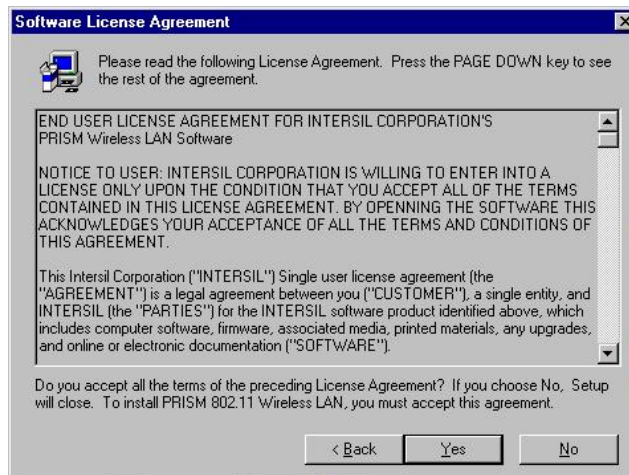 Software License Agreement
Please read the following License Agreement. Press the PAGE DOWN key to see
the rest of the agreement.
END USER LICENSE AGREEMENT FOR INTERSIL CORPORATION'S
PRISM Wireless LAN Software
NOTICE TO USER: INTERSIL CORPORATION IS WILLING TO ENTER INTO A
LICENSE ONLY UPON THE CONDITION THAT YOU ACCEPT ALL OF THE TERMS
CONTAINED IN THIS LICENSE AGREEMENT. BY OPENNING THE SOFTWARE THIS
ACKNOWLEDGES YOUR ACCEPTANCE OF ALL THE TERMS AND CONDITIONS OF
THIS AGREEMENT.
This Intersil Corporation ("INTERSIL") Single user license agreement (the
"AGREEMENT") is a legal agreement between you ("CUSTOMER"), a single entity, and
INTERSIL (the "PARTIES") for the INTERSIL software product identified above, which
includes computer software, firmware, associated media, printed materials, any upgrades,
and online or electronic documentation ("SOFTWARE").
Do you accept all the terms of the preceding License Agreement? If you choose No, Setup
will close. To install PRISM 802.11 Wireless LAN, you must accept this agreement.
< Back Yes No